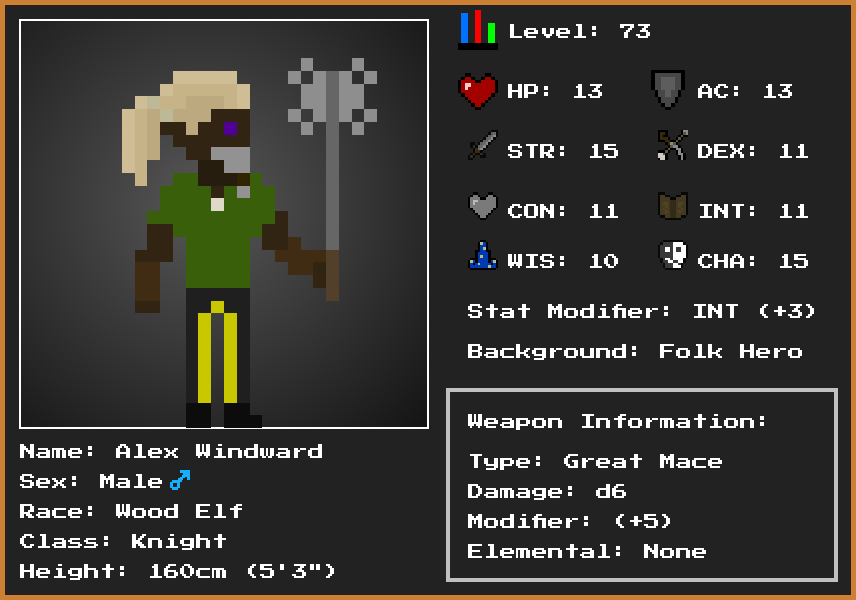 Level: 73
HP: 13
AC: 13
STR: 15
DEX: 11
CON: 11
INT: 11
WIS: 10
CHA: 15
Stat Modifier: INT (+3)
Background: Folk Hero
Weapon Information:
Type: Great Mace
Damage: d6
Modifier: (+5)
Elemental: None
Name: Alex Windward
Sex: Male♂
Race: Wood Elf
Class: Knight
Height: 160cm (5'3")